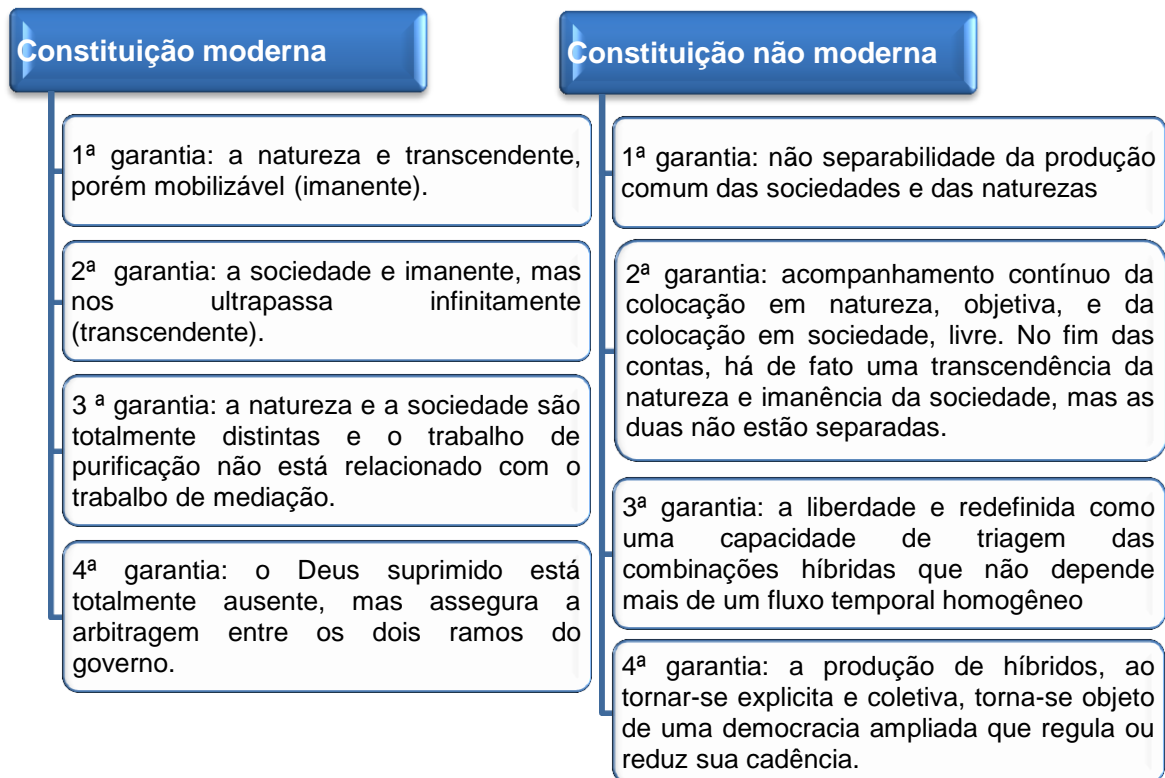 Constituição moderna
1ª garantia: a natureza e transcendente,
porém mobilizável (imanente).
2ª garantia: a sociedade e imanente, mas
nos ultrapassa infinitamente
(transcendente).
3 ª garantia: a natureza e a sociedade são
totalmente distintas e o trabalho de
purificação não está relacionado com o
trabalbo de mediação.
4ª garantia: o Deus suprimido está
totalmente ausente, mas assegura a
arbitragem entre os dois ramos do
governo.
Constituição não moderna
1ª garantia: não separabilidade da produção
comum das sociedades e das naturezas
2ª garantia: acompanhamento contínuo da
colocação em natureza, objetiva, e da
colocação em sociedade, livre. No fim das
contas, há de fato uma transcendência da
natureza e imanência da sociedade, mas as
duas não estão separadas.
3ª garantia: a liberdade e redefinida como
uma capacidade de triagem das
combinações híbridas que não depende
mais de um fluxo temporal homogêneo
4ª garantia: a produção de híbridos, ao
tornar-se explicita e coletiva, torna-se objeto
de uma democracia ampliada que regula ou
reduz sua cadência.